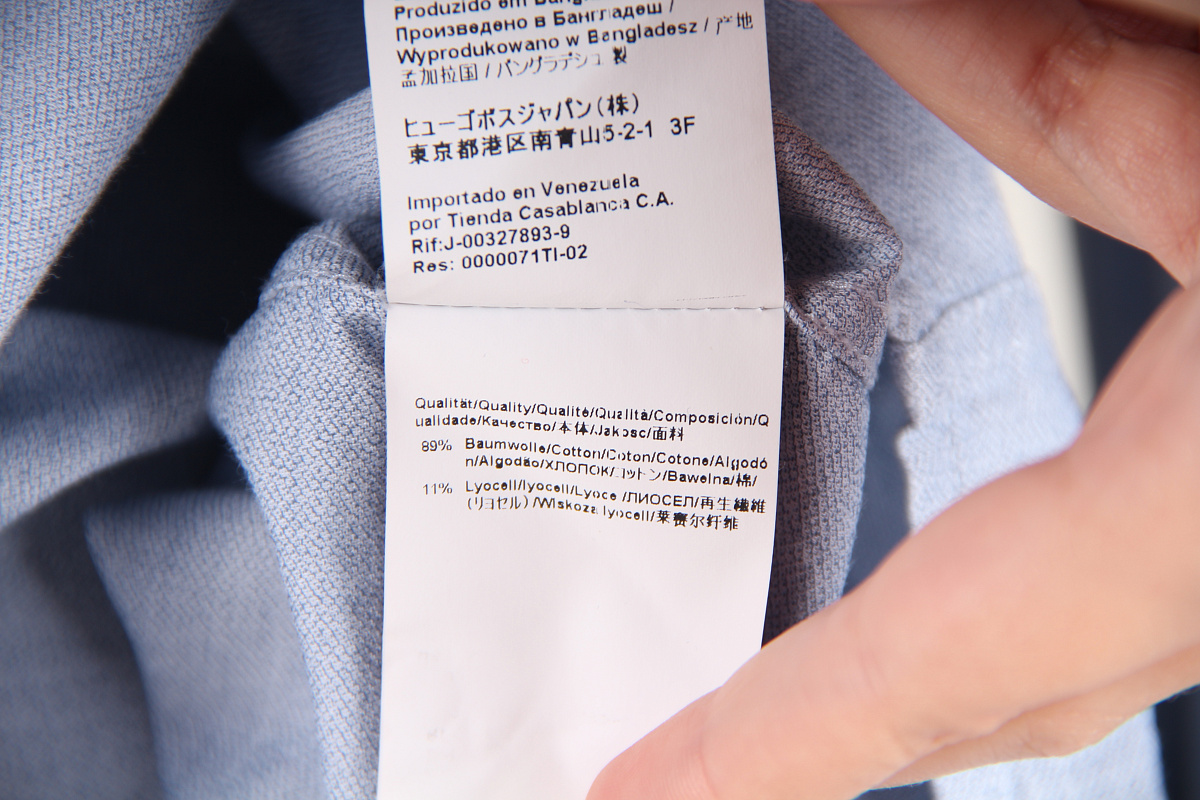 Produzido em Bang
Произведено в Бангладеш /
Wyprodukowano w Bangladesz / 产地
孟加拉国 / バングラデシュ 製
ヒューゴボスジャパン(株)
東京都港区南青山5-2-1 3F
Importado en Venezuela
por Tienda Casablanca C.A.
Rif:J-00327893-9
Res: 0000071TI-02
Qualität/Quality/Qualité/Qualità/Composición/Q
ualidade/Качество/本体/Jakosc/面料
89% Baumwolle/Cotton/Coton/Cotone/Algodó
n/Algodão/ХЛОПОК/コットン/Bawelna/棉/
11% Lyocell/lyocell/Lyoce /ЛИОСЕЛ/再生繊維
(リヨセル)/Wiskoza lyocell/莱赛尔纤维